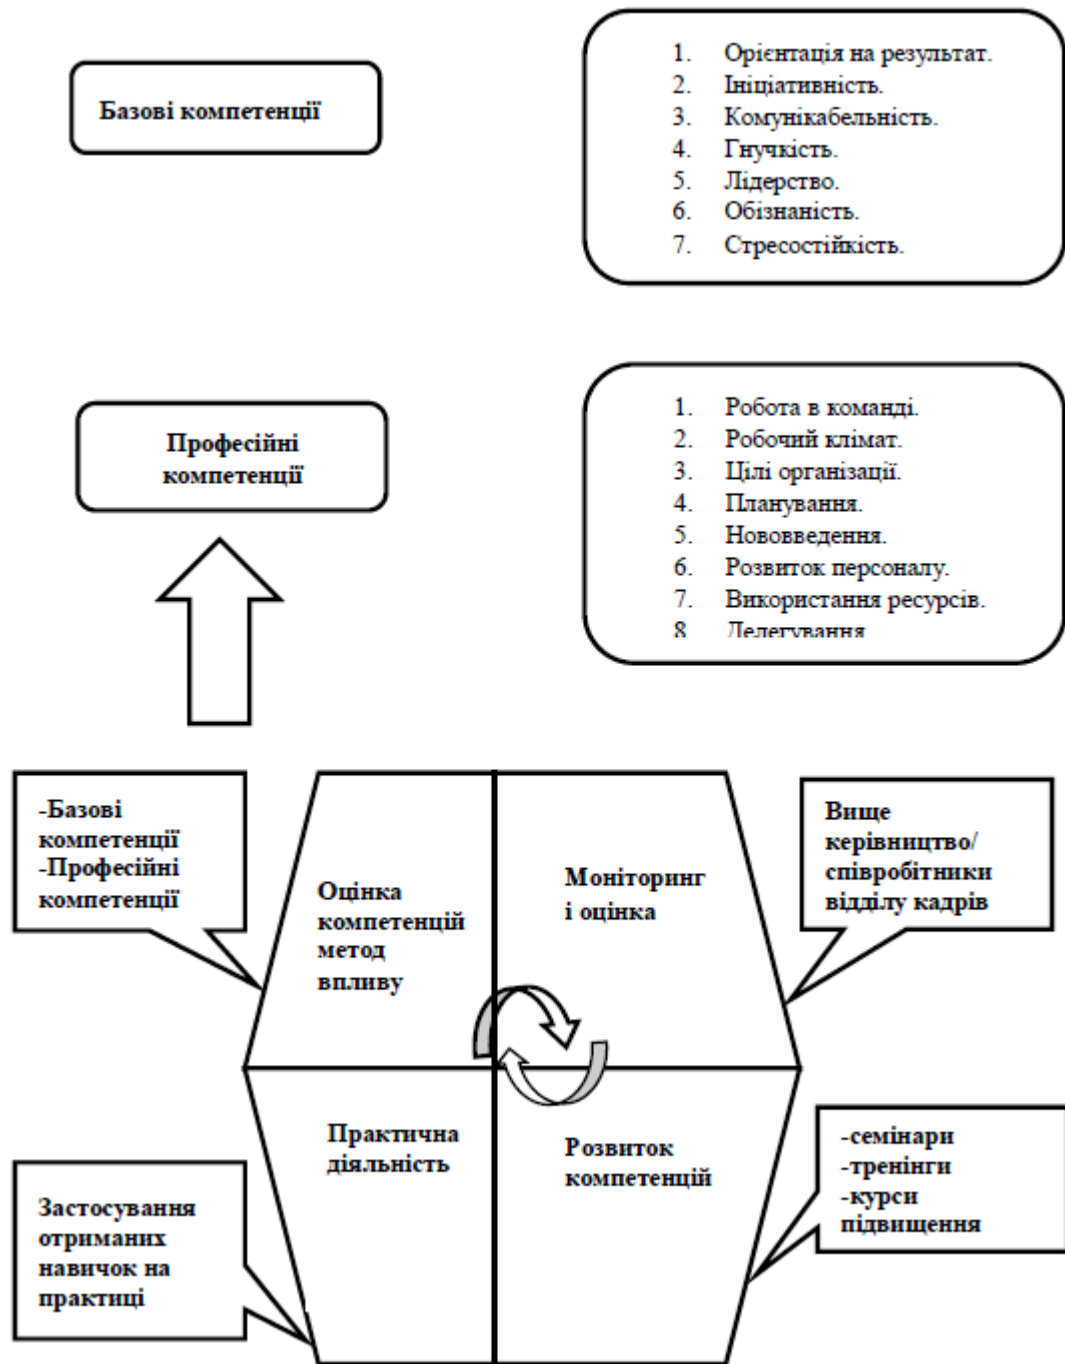 Базові компетенції
1. Орієнтація на результат.
2. Ініціативність.
3. Комунікабельність.
4. Гнучкість.
5. Лідерство.
6. Обізнаність.
7. Стресостійкість.
Професійні
компетенції
1. Робота в команді.
2. Робочий клімат.
3. Цілі організації.
4. Планування.
5. Нововведення.
6. Розвиток персоналу.
7. Використання ресурсів.
8 Делегування
-Базові
компетенції
-Професійні
компетенції
Оцінка
компетенцій
метод
впливу
Моніторинг
і оцінка
Вище
керівництво/
співробітники
відділу кадрів
Практична
діяльність
Розвиток
компетенцій
-семінари
-тренінги
-курси
підвищення
Застосування
отриманих
навичок на
практиці